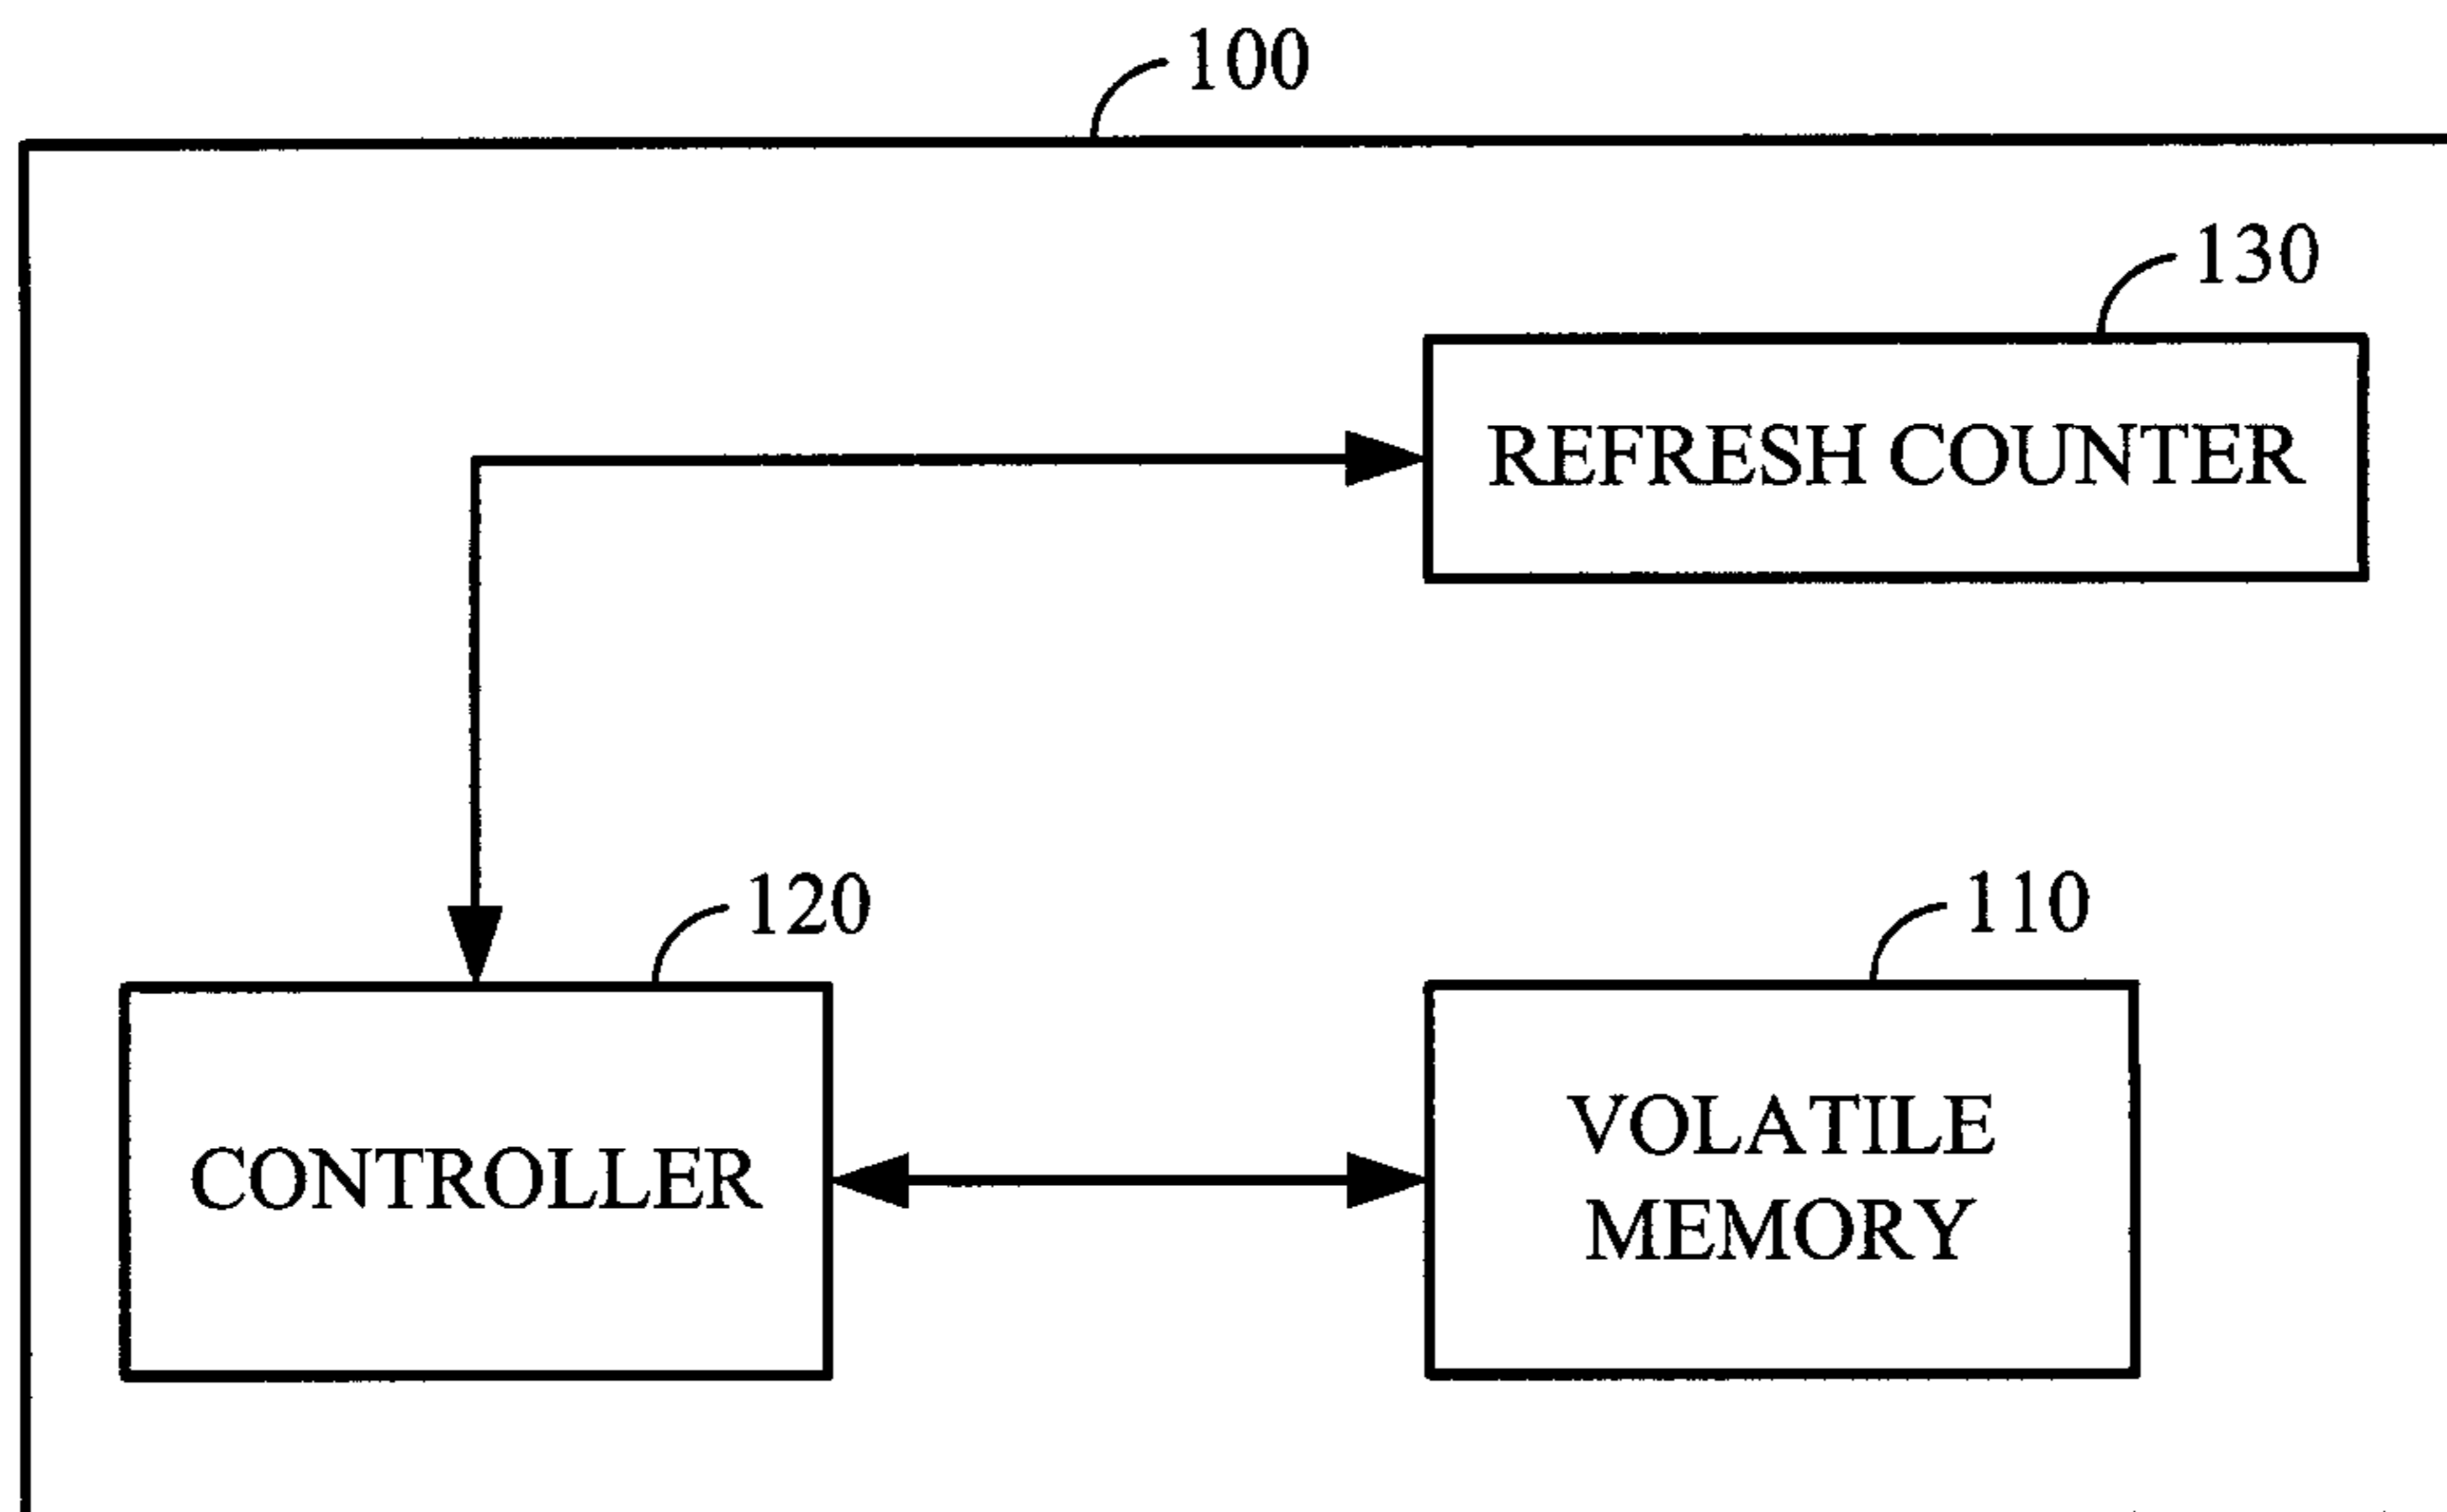 100
130
REFRESH COUNTER
120
110
CONTROLLER
VOLATILE
MEMORY